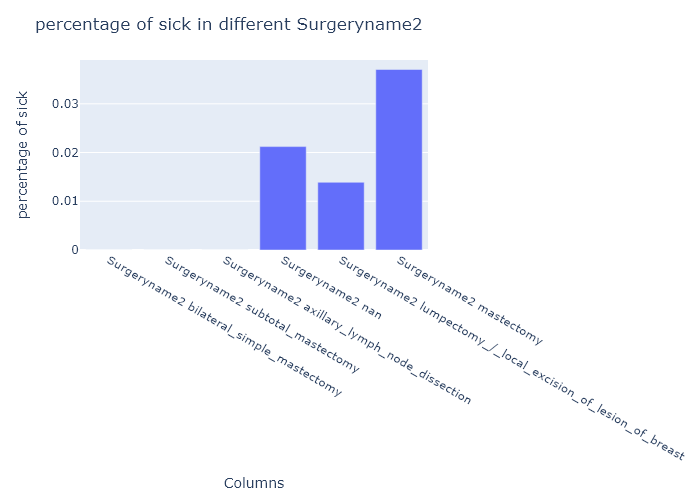 percentage of sick in different Surgeryname2
percentage of sick
0.03
0.02
0.01
0
Surgeryname2 bilateral_simple_mastectomy
Surgeryname2 subtotal_mastectomy
Surgeryname2 axillary_lymph_node_dissection
Surgeryname2 nan
Surgeryname2 lumpectomy_/_local_excision_of_lesion_of_breast
Surgeryname2 mastectomy
Columns